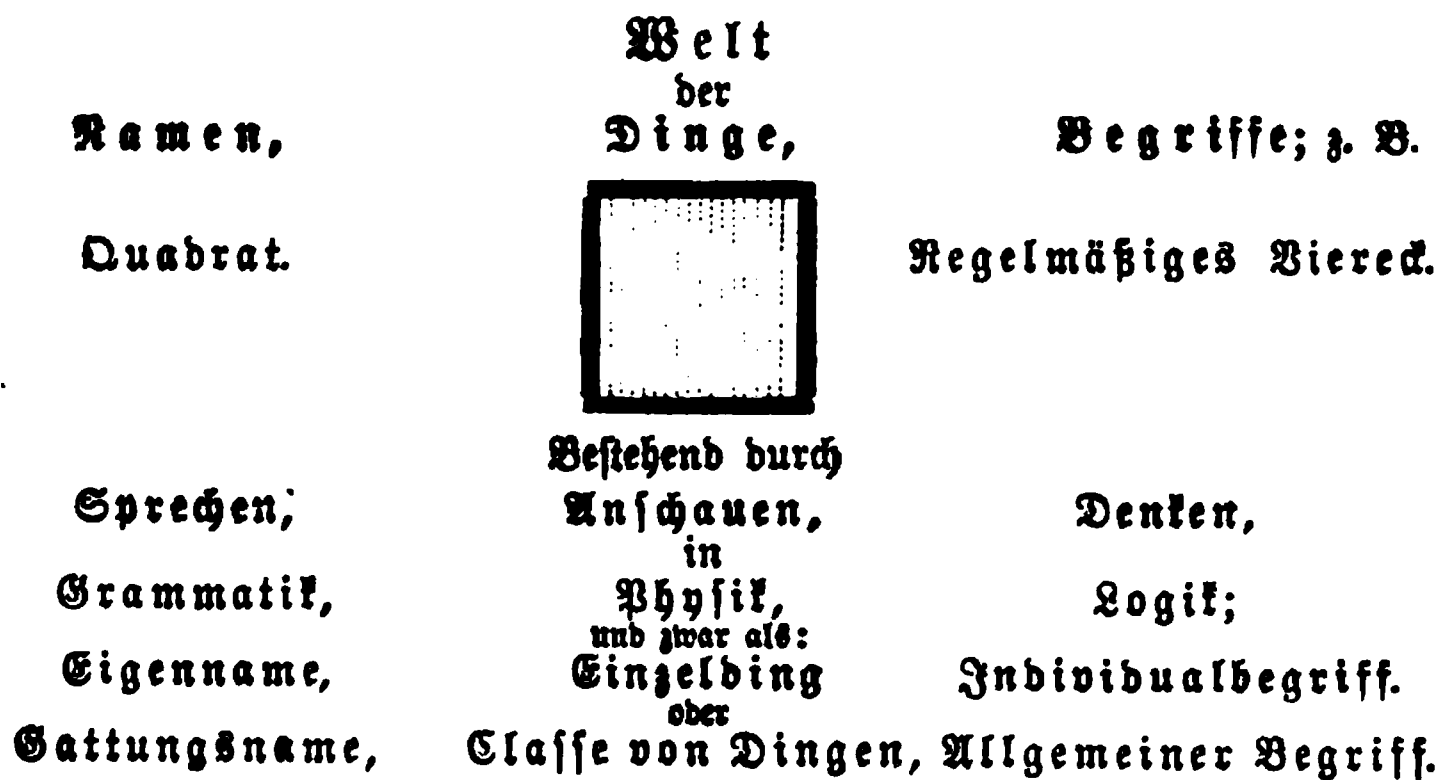 Welt
der
Namen, Dinge, Begriffe; z. B.
Quadrat. Regelmäßiges Viereck.
Bestehend durch
Sprechen, Anschauen, Denken,
in
Grammatik, Physik, Logik;
und zwar als:
Eigenname, Einzelding Individualbegriff.
oder
Gattungsname, Classe von Dingen, Allgemeiner Begriff.